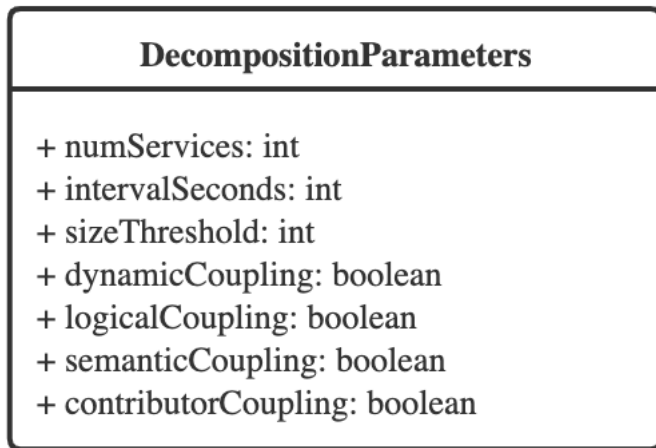 DecompositionParameters
+ numServices: int
+ intervalSeconds: int
+ sizeThreshold: int
+ dynamicCoupling: boolean
+ logicalCoupling: boolean
+ semanticCoupling: boolean
+ contributorCoupling: boolean